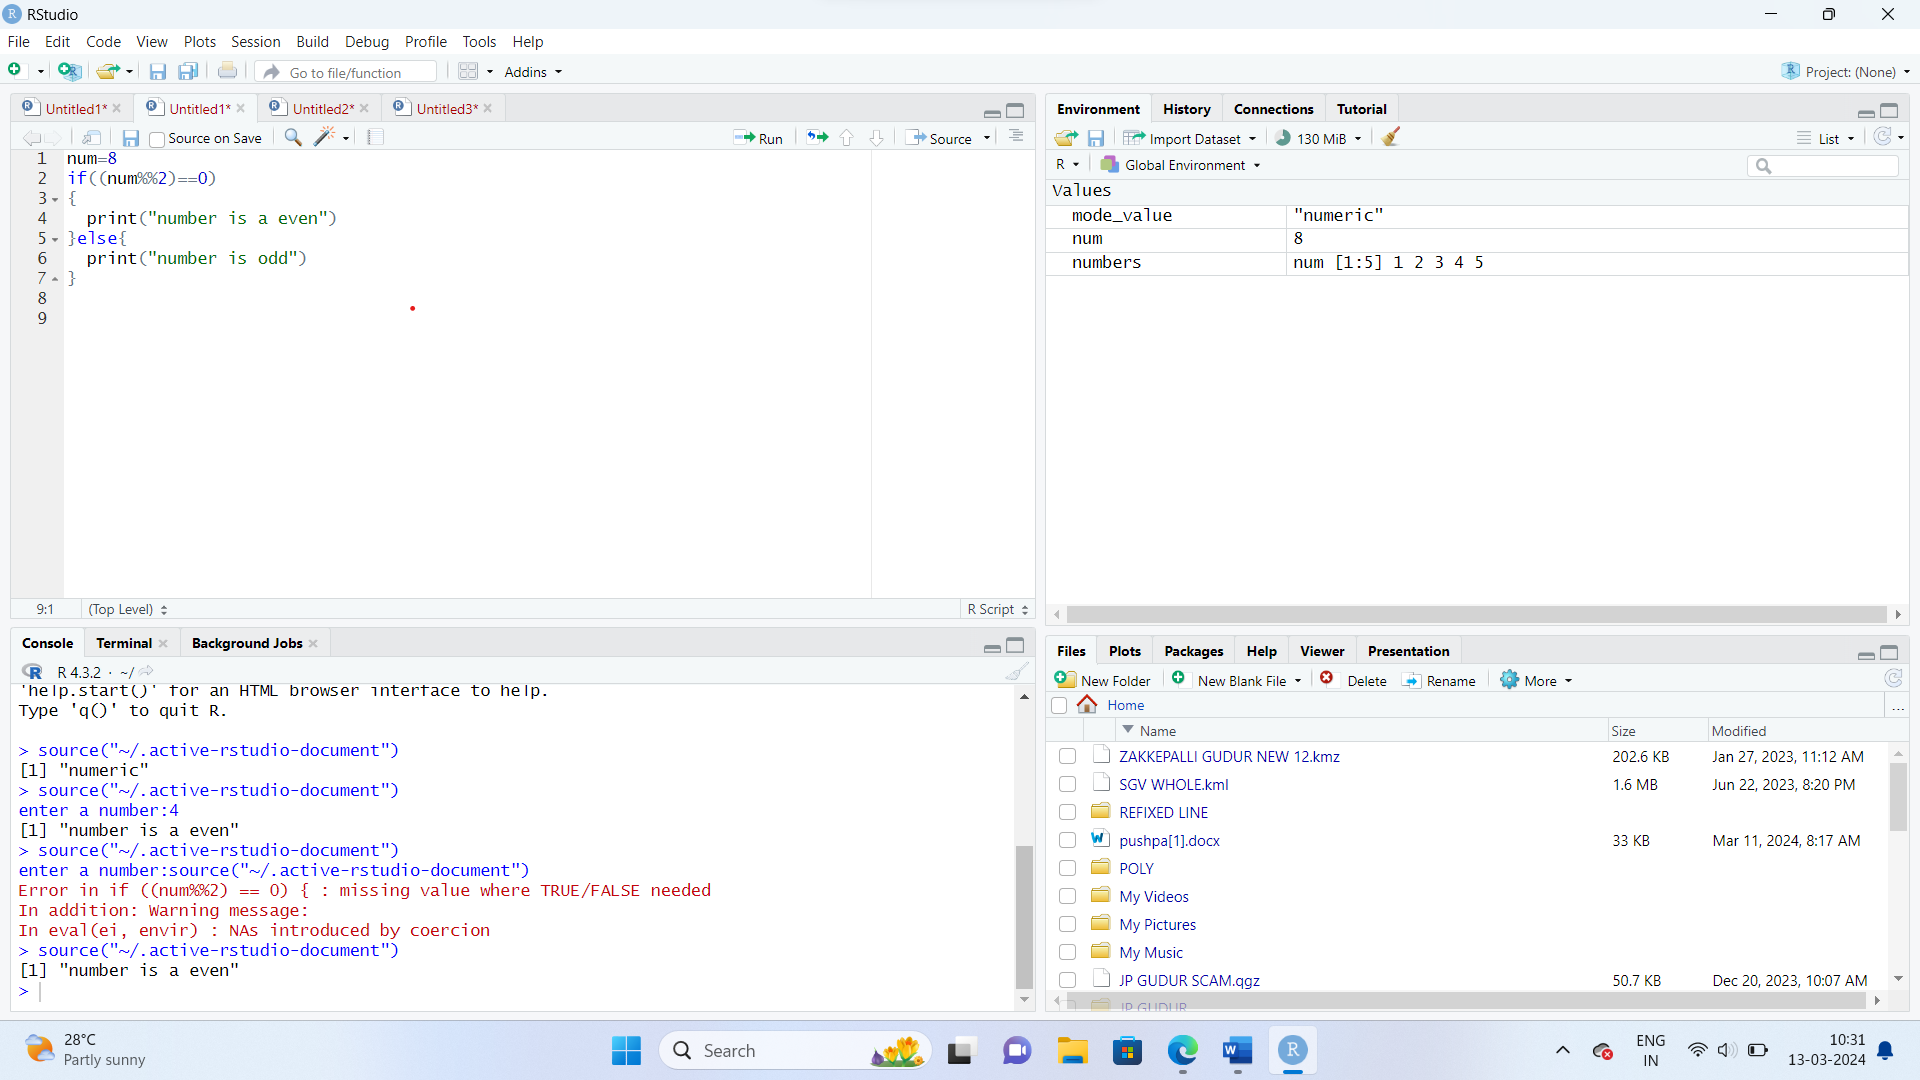 RStudio
File Edit Code View Plots Session Build Debug Profile Tools Help
Go to file/function Addins Project: (None)
Untitled1* Untitled1* Untitled2* Untitled3*
Source on Save Run Source
1 num=8
2 if((num%%2)==0)
3 {
4 print("number is a even")
5 }else{
6 print("number is odd")
7 }
8
9
9:1 (Top Level) R Script
Console Terminal Background Jobs
R 4.3.2 · ~/
'help.start()' for an HTML browser interface to help.
Type 'q()' to quit R.
> source("~/.active-rstudio-document")
[1] "numeric"
> source("~/.active-rstudio-document")
enter a number:4
[1] "number is a even"
> source("~/.active-rstudio-document")
enter a number:source("~/.active-rstudio-document")
Error in if ((num%%2) == 0) { : missing value where TRUE/FALSE needed
In addition: Warning message:
In eval(ei, envir) : NAs introduced by coercion
> source("~/.active-rstudio-document")
[1] "number is a even"
>
Environment History Connections Tutorial
Import Dataset 130 MiB List
R Global Environment
Values
mode_value "numeric"
num 8
numbers num [1:5] 1 2 3 4 5
Files Plots Packages Help Viewer Presentation
New Folder New Blank File Delete Rename More
Home ...
Name Size Modified
ZAKKEPALLI GUDUR NEW 12.kmz 202.6 KB Jan 27, 2023, 11:12 AM
SGV WHOLE.kml 1.6 MB Jun 22, 2023, 8:20 PM
REFIXED LINE
pushpa[1].docx 33 KB Mar 11, 2024, 8:17 AM
POLY
My Videos
My Pictures
My Music
JP GUDUR SCAM.qgz 50.7 KB Dec 20, 2023, 10:07 AM
JP GUDUR
28°C
Partly sunny
Search
ENG
IN
10:31
13-03-2024